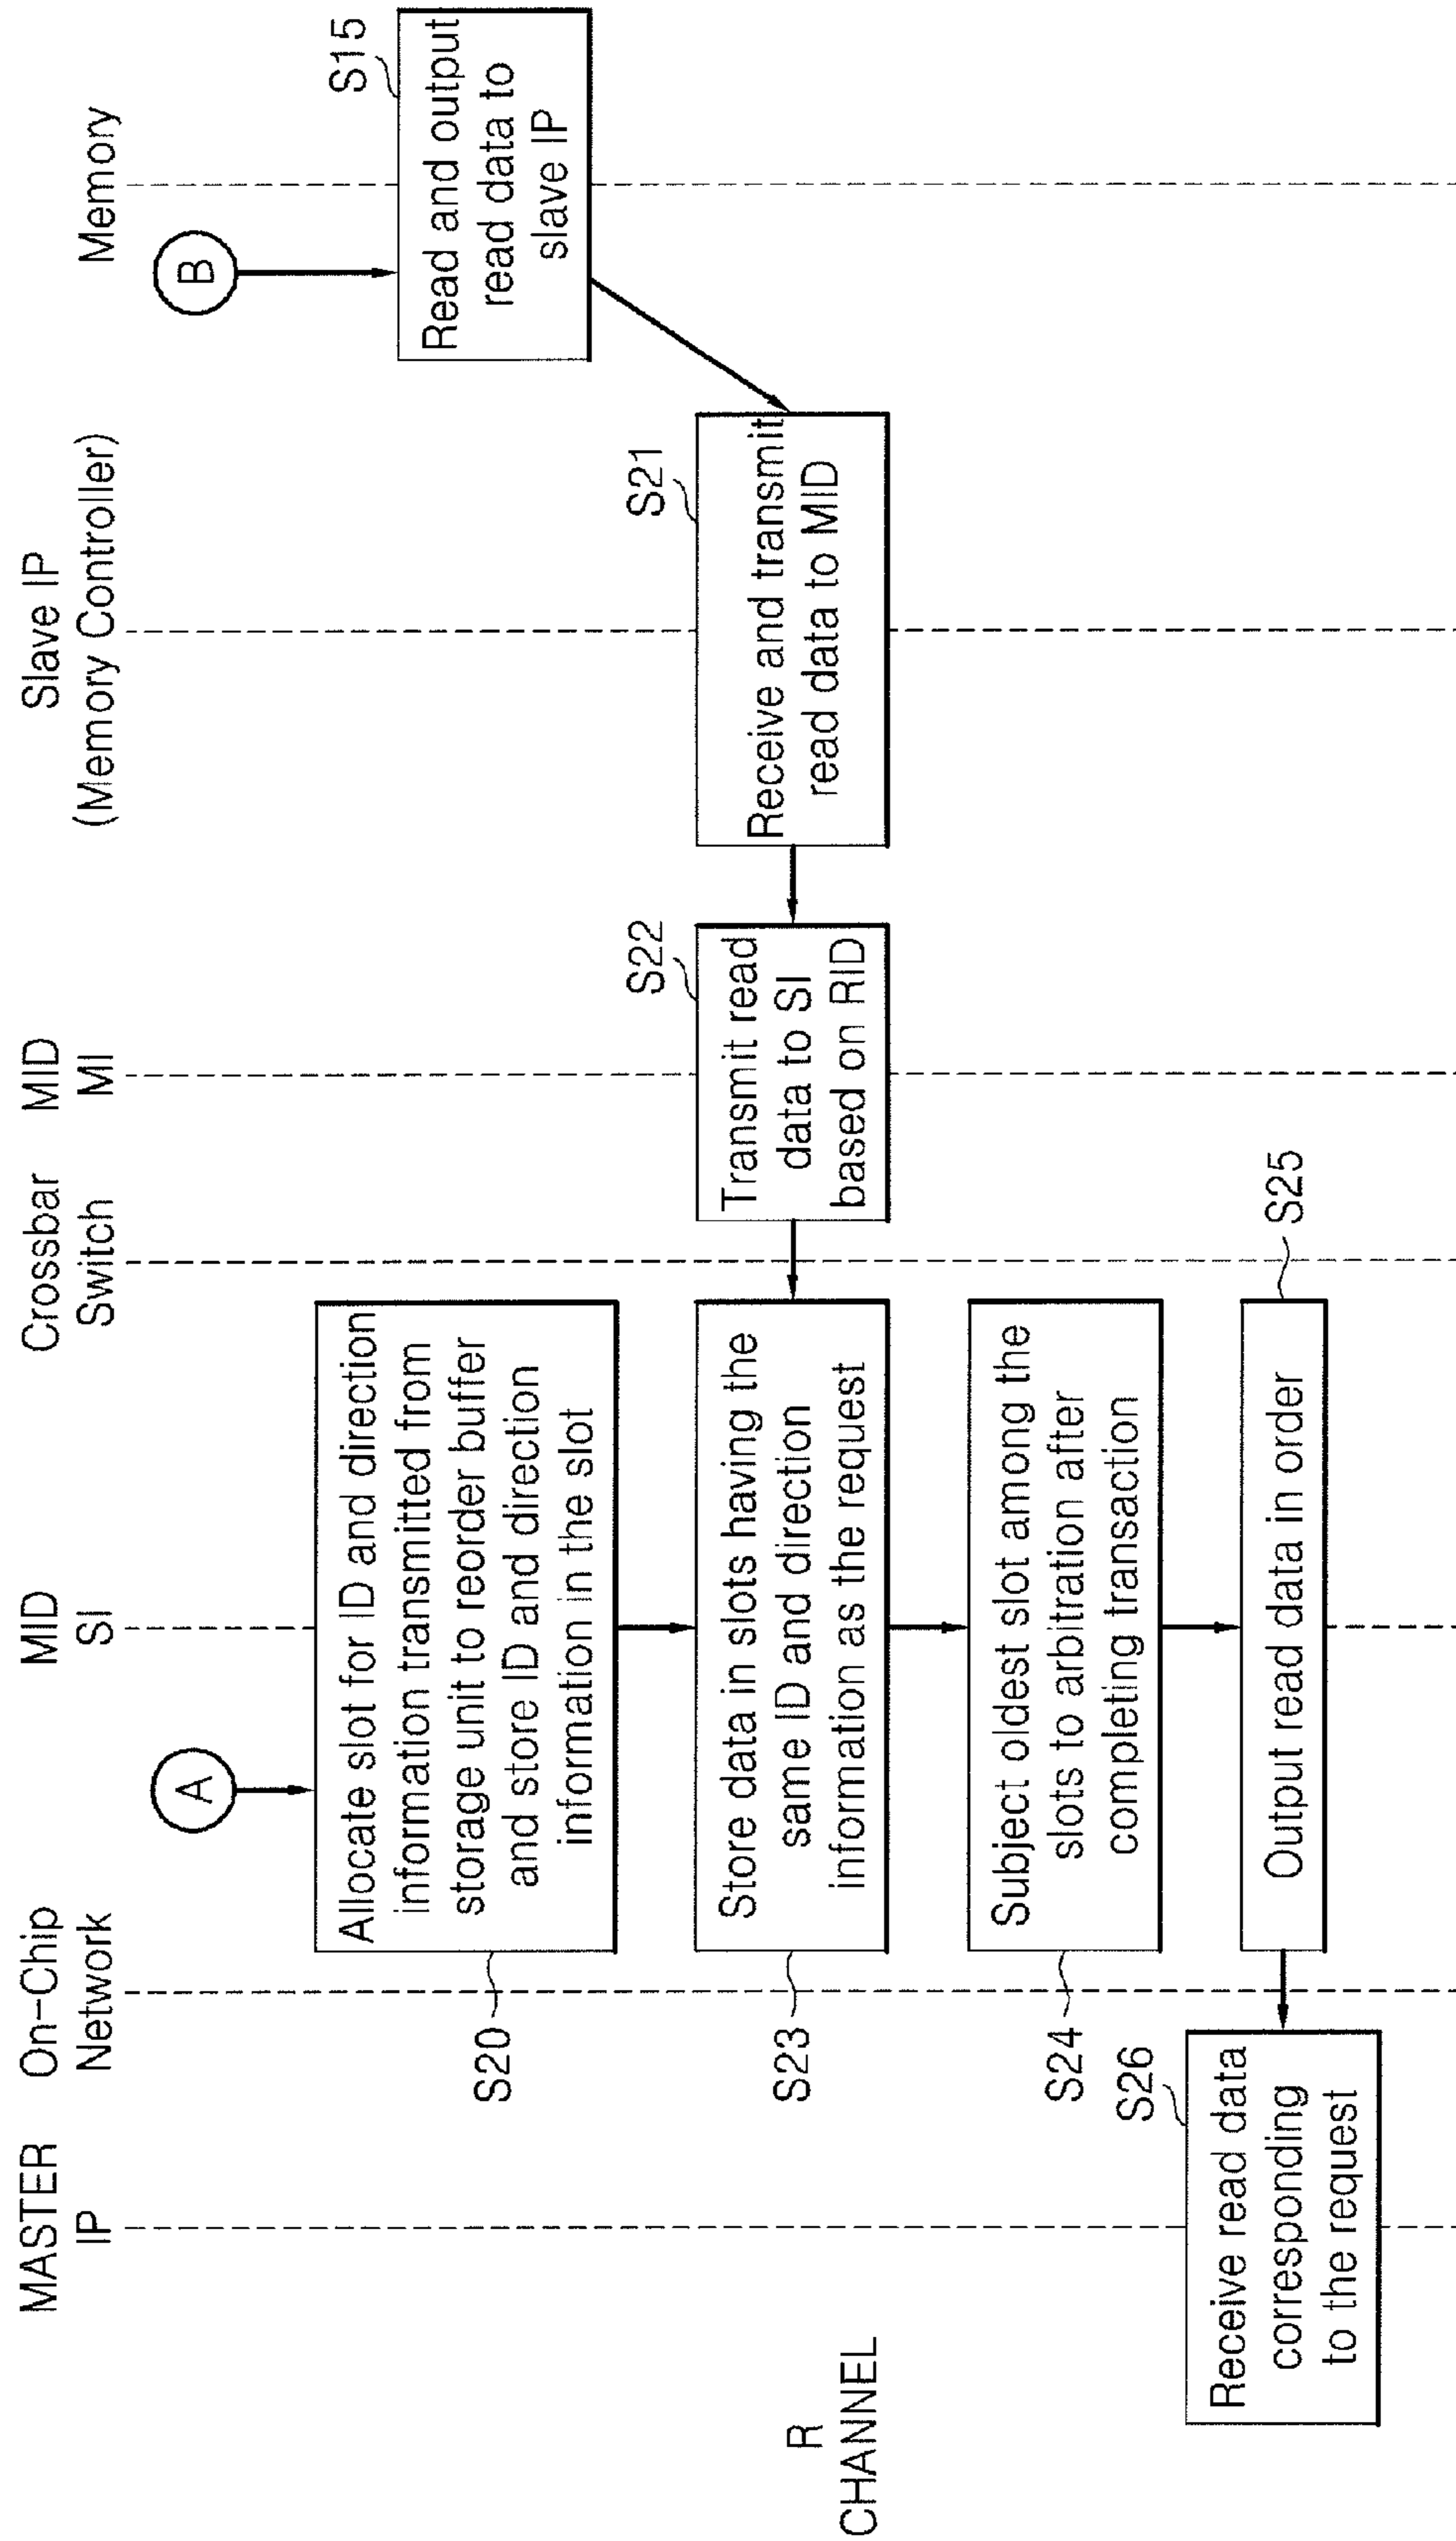 MASTER
IP
On-Chip
Network
MID
SI
Crossbar
Switch
MID
MI
Slave IP
(Memory Controller)
Memory
A
B
S20
Allocate slot for ID and direction
information transmitted from
storage unit to reorder buffer
and store ID and direction
information in the slot
S15
Read and output
read data to
slave IP
R
CHANNEL
S23
Store data in slots having the
same ID and direction
information as the request
S22
Transmit read
data to SI
based on RID
S21
Receive and transmit
read data to MID
S24
Subject oldest slot among the
slots to arbitration after
completing transaction
S26
Receive read data
corresponding
to the request
Output read data in order
S25